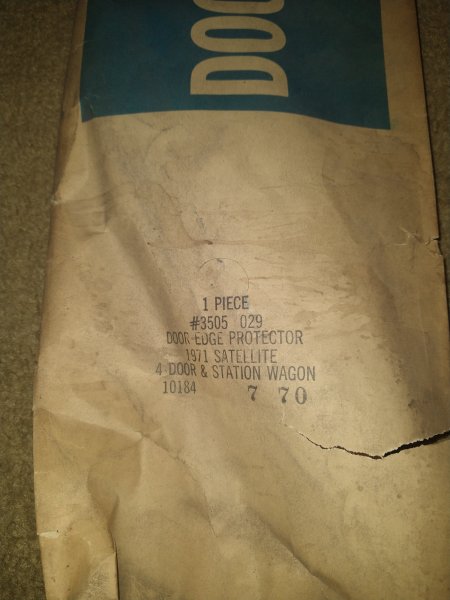 DOO
1 PIECE
#3505 029
DOOR EDGE PROTECTOR
1971 SATELLITE
4 DOOR & STATION WAGON
10184 7 70